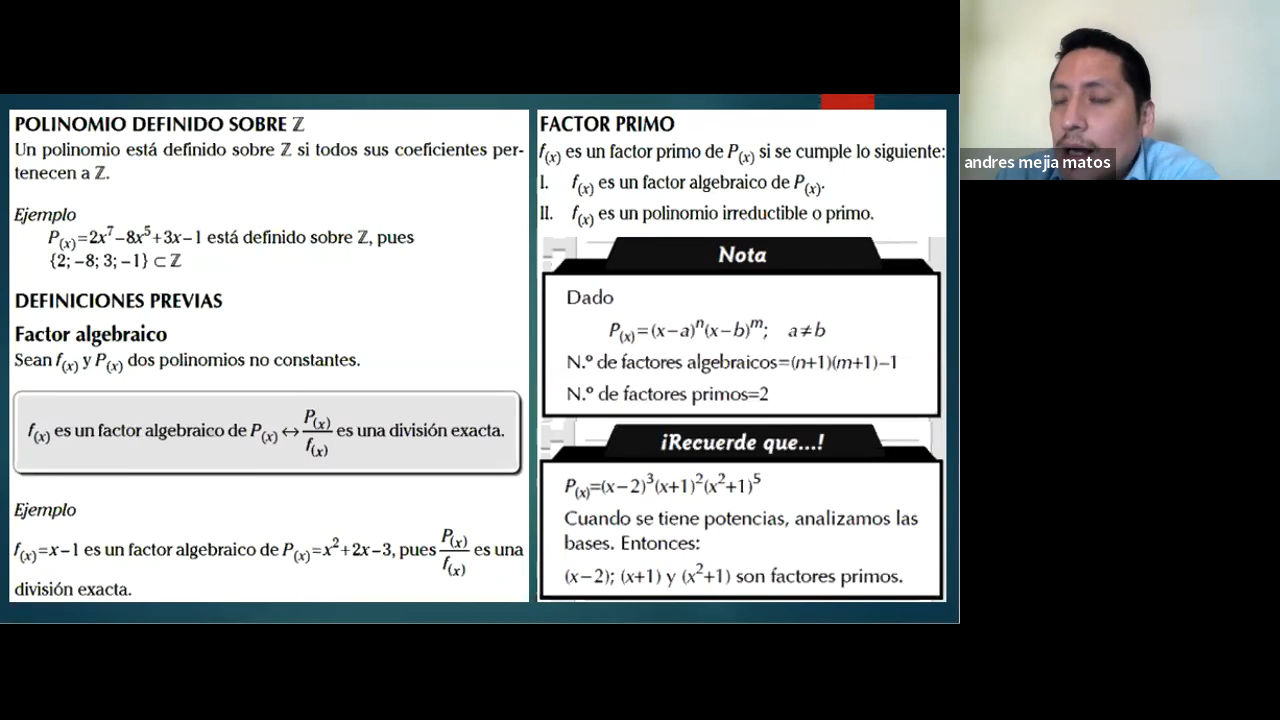 POLINOMIO DEFINIDO SOBRE ℤ
Un polinomio está definido sobre ℤ si todos sus coeficientes per-
tenecen a ℤ.
Ejemplo
P(x)=2x⁷−8x⁵+3x−1 está definido sobre ℤ, pues
{2; −8; 3; −1} ⊂ ℤ
DEFINICIONES PREVIAS
Factor algebraico
Sean f(x) y P(x) dos polinomios no constantes.
f(x) es un factor algebraico de P(x) ↔ P(x)/f(x) es una división exacta.
Ejemplo
f(x)=x−1 es un factor algebraico de P(x)=x²+2x−3, pues P(x)/f(x) es una
división exacta.
FACTOR PRIMO
f(x) es un factor primo de P(x) si se cumple lo siguiente:
I. f(x) es un factor algebraico de P(x).
II. f(x) es un polinomio irreductible o primo.
Nota
Dado
P(x)=(x−a)ⁿ(x−b)ᵐ; a≠b
N.º de factores algebraicos=(n+1)(m+1)−1
N.º de factores primos=2
¡Recuerde que...!
P(x)=(x−2)³(x+1)²(x²+1)⁵
Cuando se tiene potencias, analizamos las
bases. Entonces:
(x−2); (x+1) y (x²+1) son factores primos.
andres mejia matos